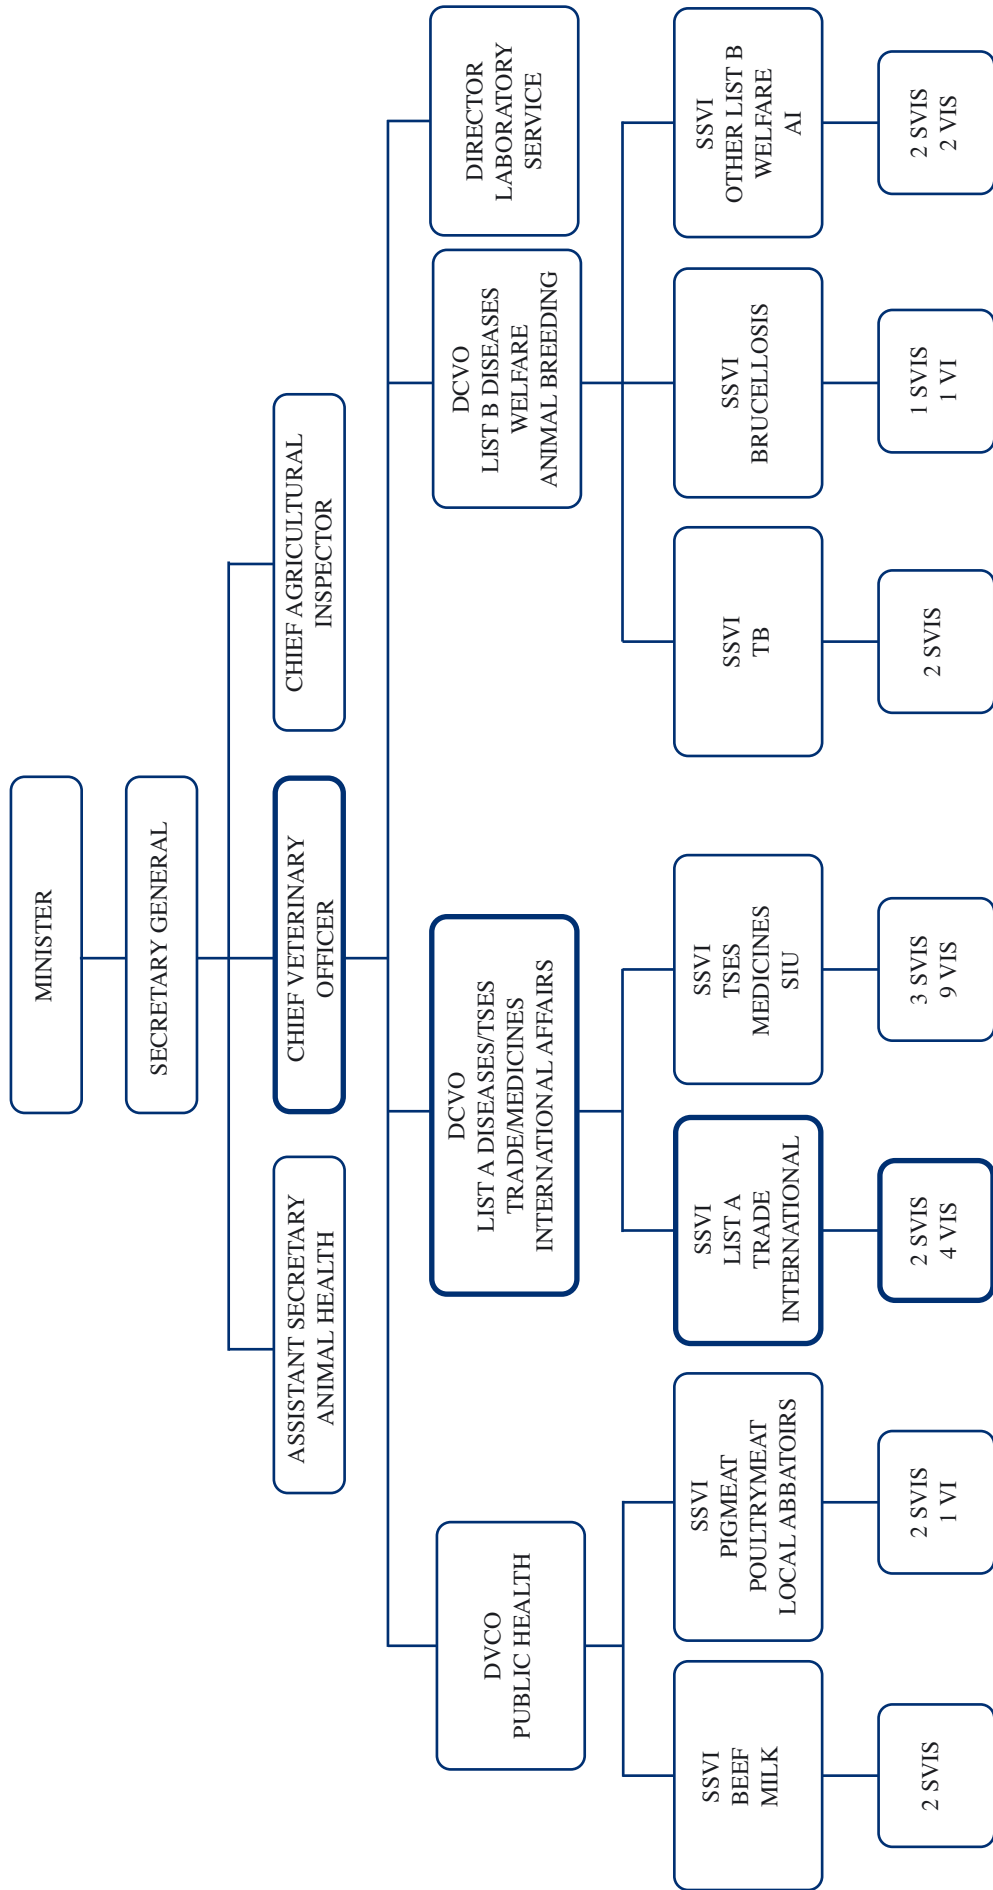 MINISTER
SECRETARY GENERAL
ASSISTANT SECRETARY
ANIMAL HEALTH
CHIEF VETERINARY
OFFICER
CHIEF AGRICULTURAL
INSPECTOR
DVCO
PUBLIC HEALTH
DCVO
LIST A DISEASES/TSES
TRADE/MEDICINES
INTERNATIONAL AFFAIRS
DCVO
LIST B DISEASES
WELFARE
ANIMAL BREEDING
DIRECTOR
LABORATORY
SERVICE
SSVI
BEEF
MILK
SSVI
PIGMEAT
POULTRYMEAT
LOCAL ABBATOIRS
SSVI
LIST A
TRADE
INTERNATIONAL
SSVI
TSES
MEDICINES
SIU
SSVI
TB
SSVI
BRUCELLOSIS
SSVI
OTHER LIST B
WELFARE
AI
2 SVIS
2 SVIS
1 VI
2 SVIS
4 VIS
3 SVIS
9 VIS
2 SVIS
1 SVIS
1 VI
2 SVIS
2 VIS